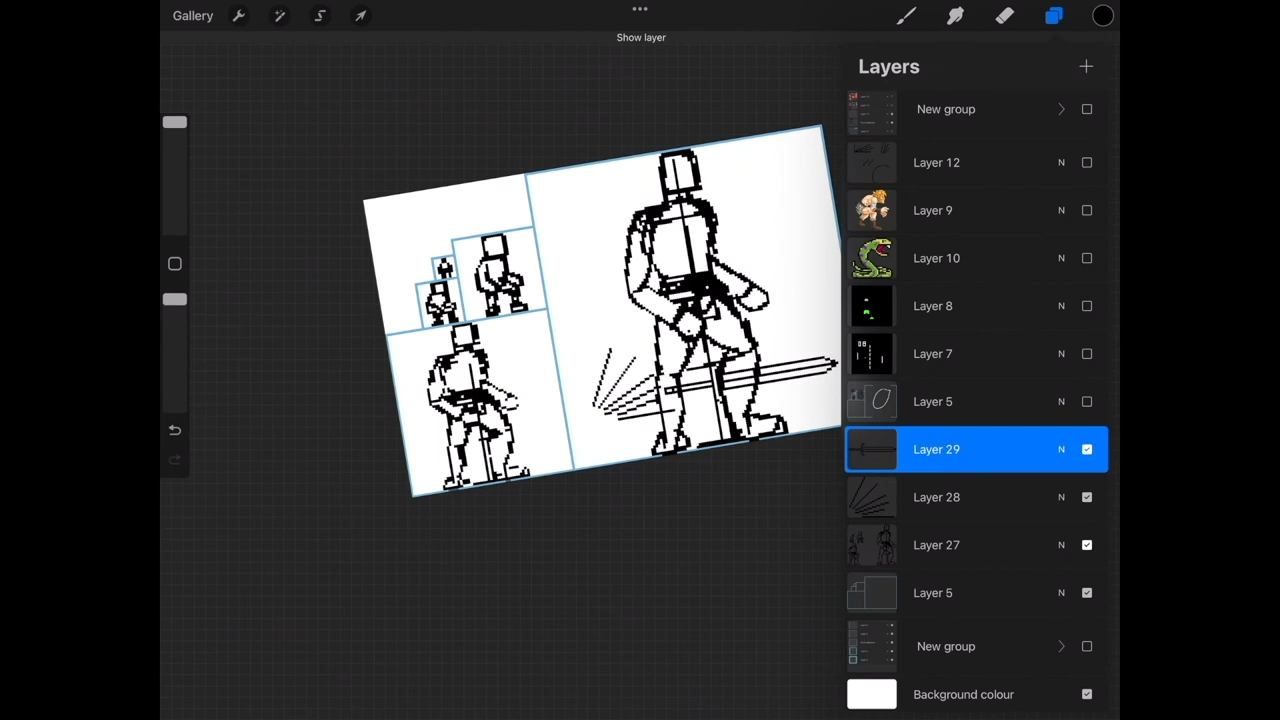 Gallery
Show layer
Layers
New group
Layer 12 N
Layer 9 N
Layer 10 N
Layer 8 N
Layer 7 N
Layer 5 N
Layer 29 N
Layer 28 N
Layer 27 N
Layer 5 N
New group
Background colour